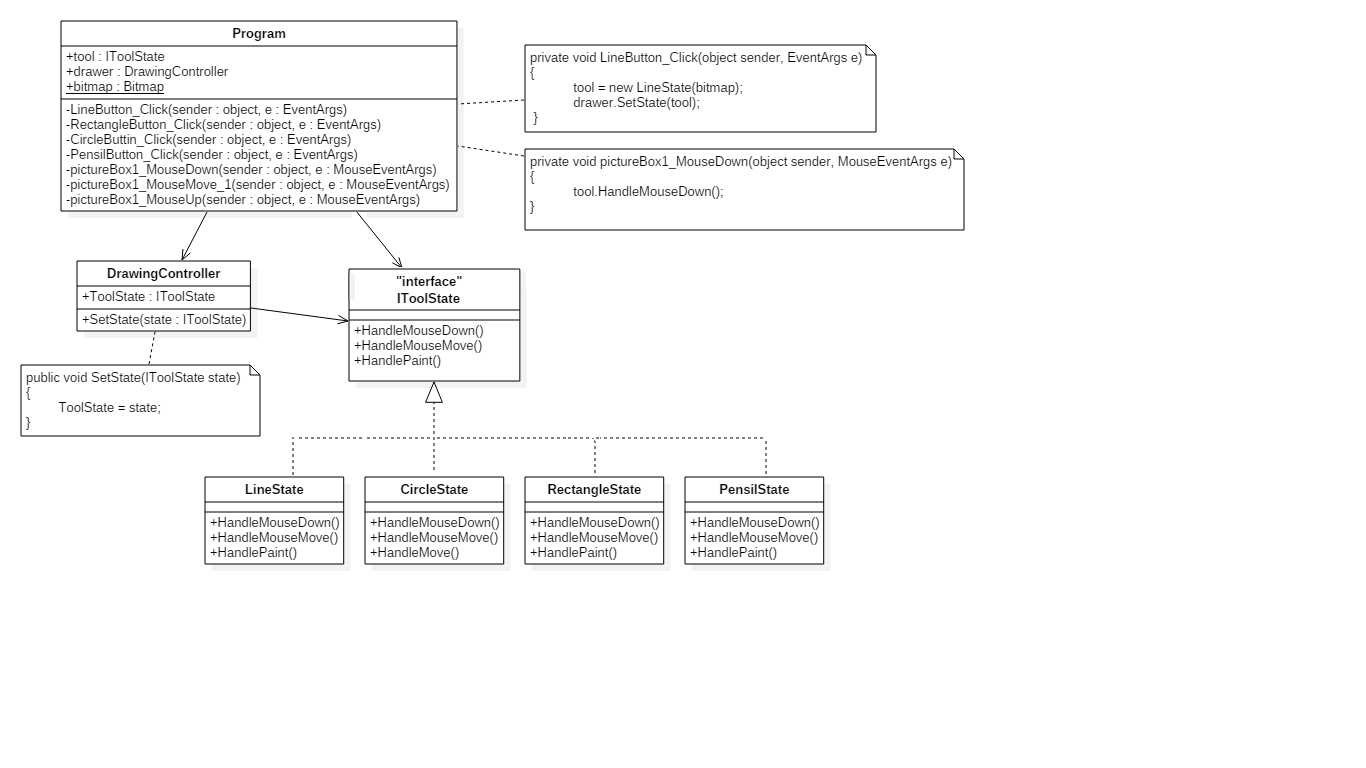 Program
+tool : IToolState
+drawer : DrawingController
+bitmap : Bitmap
-LineButton_Click(sender : object, e : EventArgs)
-RectangleButton_Click(sender : object, e : EventArgs)
-CircleButtin_Click(sender : object, e : EventArgs)
-PensilButton_Click(sender : object, e : EventArgs)
-pictureBox1_MouseDown(sender : object, e : MouseEventArgs)
-pictureBox1_MouseMove_1(sender : object, e : MouseEventArgs)
-pictureBox1_MouseUp(sender : object, e : MouseEventArgs)
private void LineButton_Click(object sender, EventArgs e)
{
tool = new LineState(bitmap);
drawer.SetState(tool);
}
private void pictureBox1_MouseDown(object sender, MouseEventArgs e)
{
tool.HandleMouseDown();
}
DrawingController
+ToolState : IToolState
+SetState(state : IToolState)
"interface"
IToolState
+HandleMouseDown()
+HandleMouseMove()
+HandlePaint()
public void SetState(IToolState state)
{
ToolState = state;
}
LineState
+HandleMouseDown()
+HandleMouseMove()
+HandlePaint()
CircleState
+HandleMouseDown()
+HandleMouseMove()
+HandleMove()
RectangleState
+HandleMouseDown()
+HandleMouseMove()
+HandlePaint()
PensilState
+HandleMouseDown()
+HandleMouseMove()
+HandlePaint()